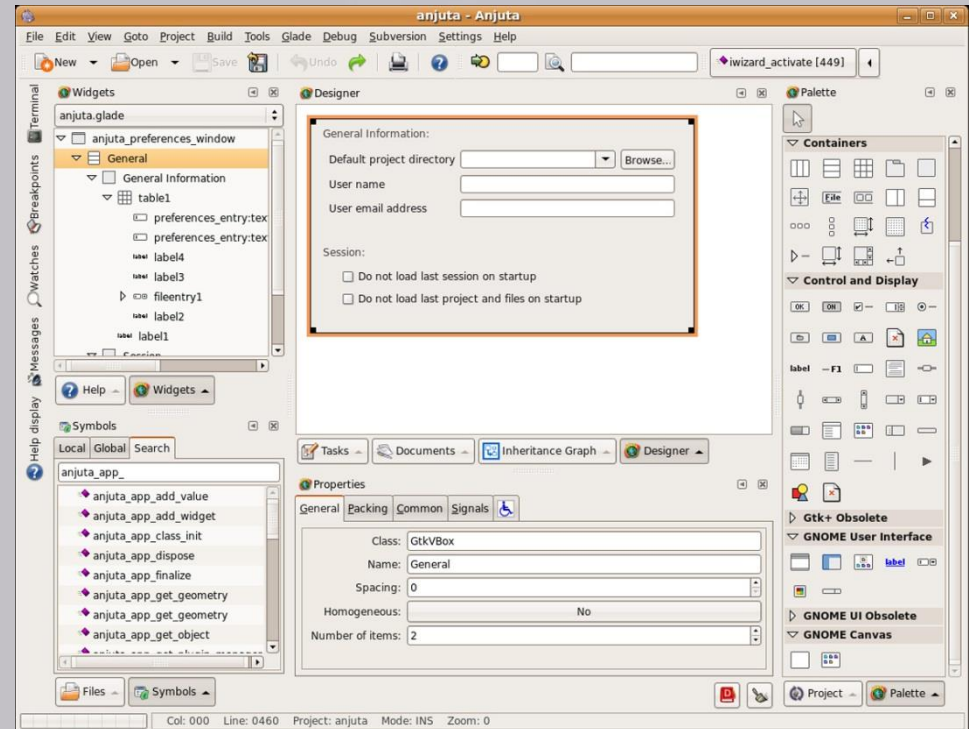 anjuta - Anjuta
File Edit View Goto Project Build Tools Glade Debug Subversion Settings Help
New Open Save Undo iwizard_activate [449]
Terminal
Breakpoints
Watches
Messages
Help display
Widgets
anjuta.glade
anjuta_preferences_window
General
General Information
table1
preferences_entry:tex
preferences_entry:tex
label label4
label label3
fileentry1
label label2
label label1
Session
Help Widgets
Symbols
Local Global Search
anjuta_app_
anjuta_app_add_value
anjuta_app_add_widget
anjuta_app_class_init
anjuta_app_dispose
anjuta_app_finalize
anjuta_app_get_geometry
anjuta_app_get_geometry
anjuta_app_get_object
anjuta_app_get_plugin_manager
Files Symbols
Designer
General Information:
Default project directory Browse...
User name
User email address
Session:
Do not load last session on startup
Do not load last project and files on startup
Tasks Documents Inheritance Graph Designer
Properties
General Packing Common Signals
Class: GtkVBox
Name: General
Spacing: 0
Homogeneous: No
Number of items: 2
Palette
Containers
File
Control and Display
OK ON
A
label F1
Gtk+ Obsolete
GNOME User Interface
label
GNOME UI Obsolete
GNOME Canvas
Project Palette
Col: 000 Line: 0460 Project: anjuta Mode: INS Zoom: 0